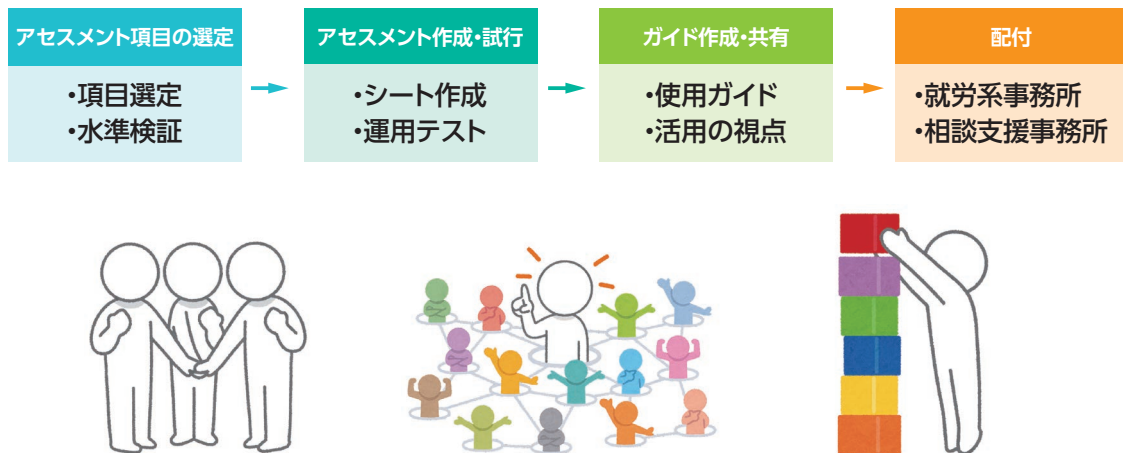 アセスメント項目の選定
・項目選定
・水準検証
アセスメント作成・試行
・シート作成
・運用テスト
ガイド作成・共有
・使用ガイド
・活用の視点
配付
・就労系事務所
・相談支援事務所